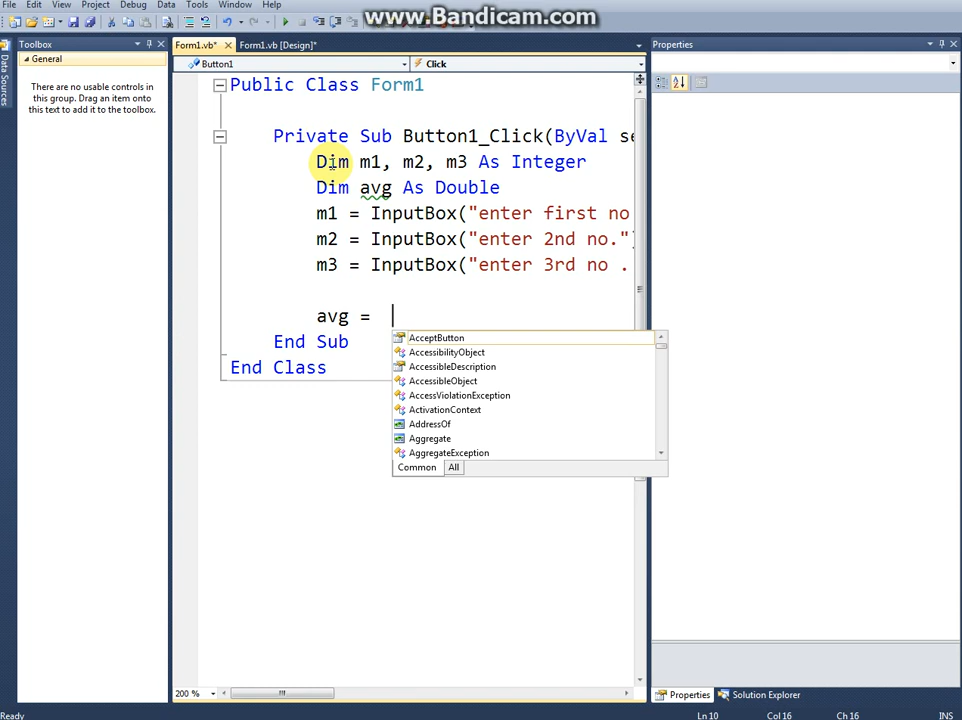 File Edit View Project Debug Data Tools Window Help
www.Bandicam.com
Toolbox
General
There are no usable controls in
this group. Drag an item onto
this text to add it to the toolbox.
Data Sources
Form1.vb* Form1.vb [Design]*
Button1 Click
Public Class Form1
Private Sub Button1_Click(ByVal se
Dim m1, m2, m3 As Integer
Dim avg As Double
m1 = InputBox("enter first no
m2 = InputBox("enter 2nd no.")
m3 = InputBox("enter 3rd no .
avg =
End Sub
End Class
AcceptButton
AccessibilityObject
AccessibleDescription
AccessibleObject
AccessViolationException
ActivationContext
AddressOf
Aggregate
AggregateException
Common All
200 %
Properties
Properties Solution Explorer
Ready Ln 10 Col 16 Ch 16 INS